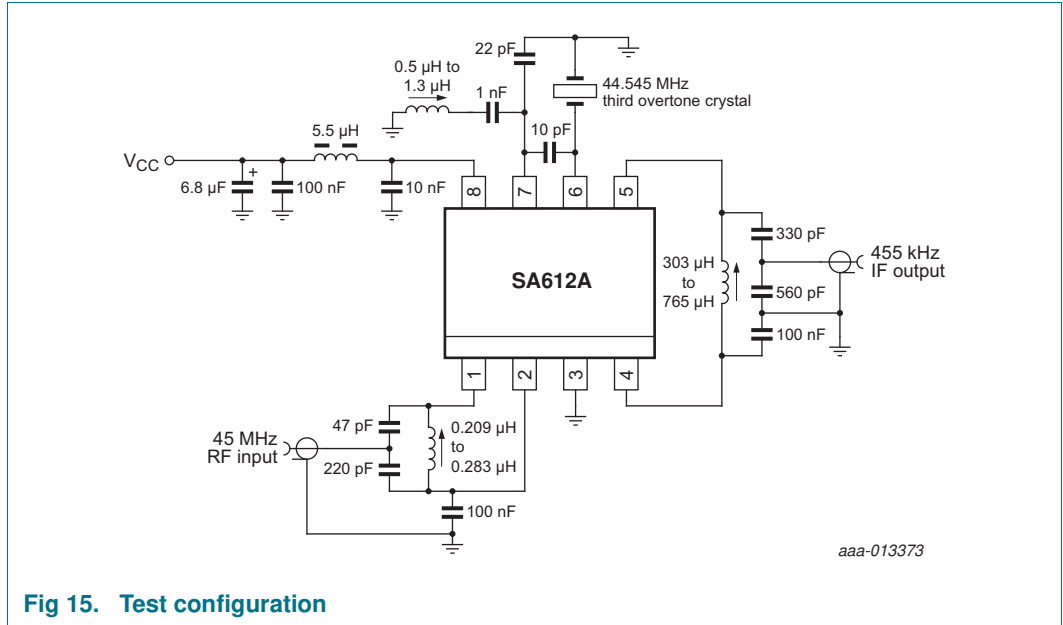 22 pF
0.5 µH to
1.3 µH
1 nF
44.545 MHz
third overtone crystal
10 pF
5.5 µH
VCC
6.8 µF
+
100 nF
10 nF
8
7
6
5
330 pF
303 µH
to
765 µH
455 kHz
IF output
560 pF
100 nF
SA612A
1
2
3
4
47 pF
0.209 µH
to
0.283 µH
45 MHz
RF input
220 pF
100 nF
aaa-013373
Fig 15. Test configuration